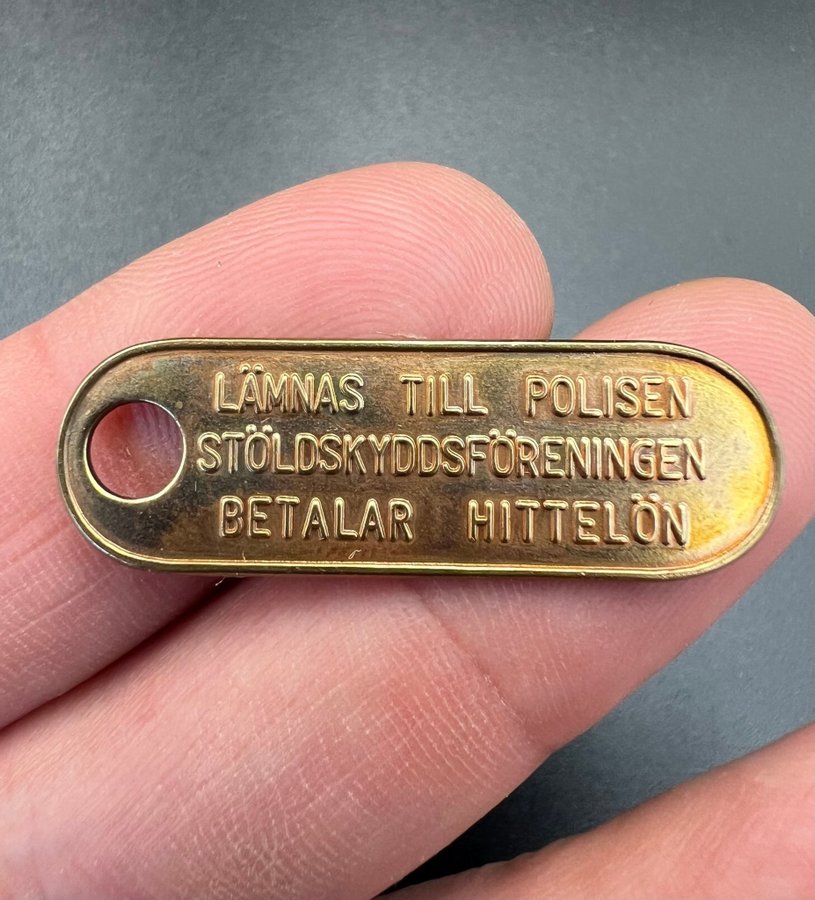 LÄMNAS TILL POLISEN
STÖLDSKYDDSFÖRENINGEN
BETALAR HITTELÖN